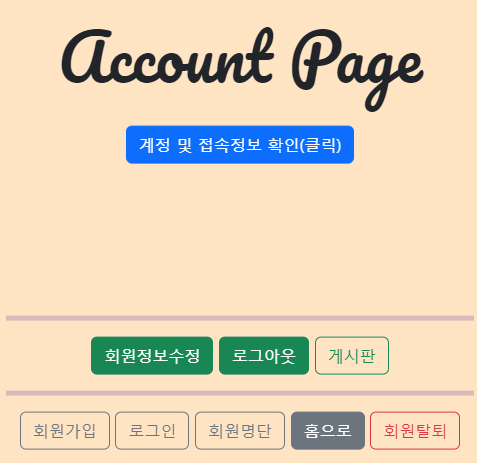 Account Page
계정 및 접속정보 확인(클릭)
회원정보수정 로그아웃 게시판
회원가입 로그인 회원명단 홈으로 회원탈퇴